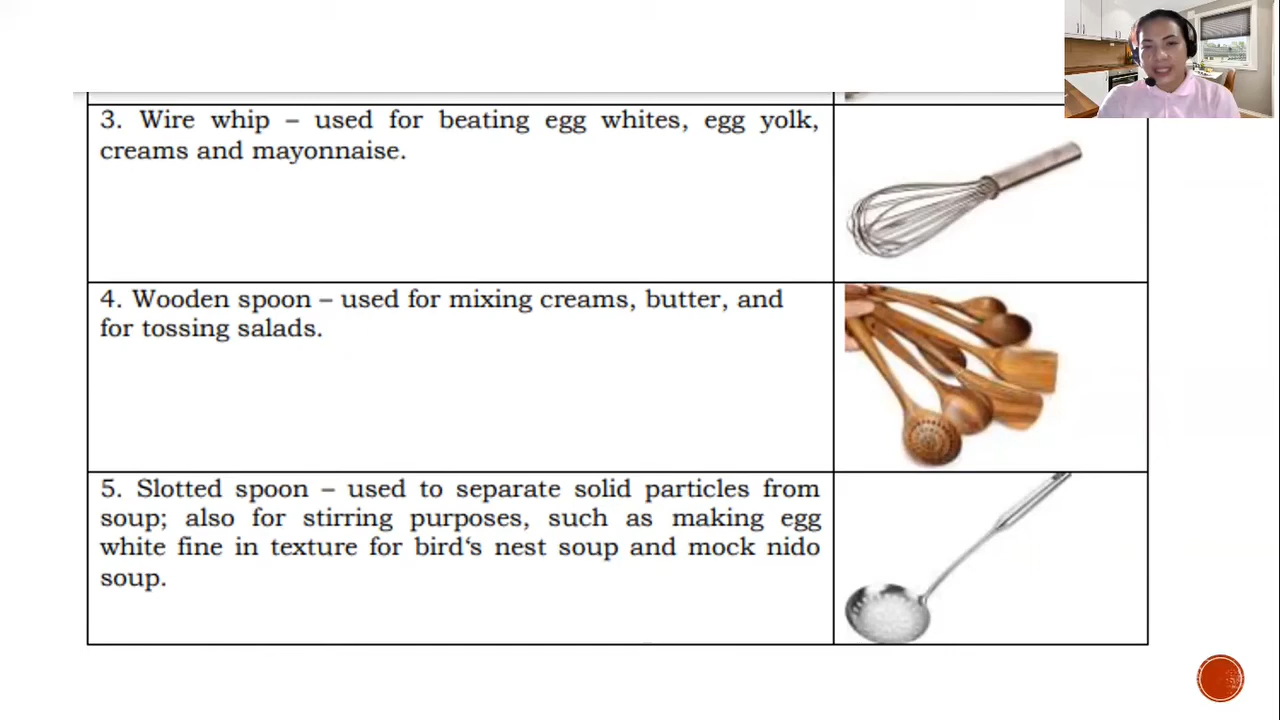 3. Wire whip – used for beating egg whites, egg yolk,
creams and mayonnaise.
4. Wooden spoon – used for mixing creams, butter, and
for tossing salads.
5. Slotted spoon – used to separate solid particles from
soup; also for stirring purposes, such as making egg
white fine in texture for bird‘s nest soup and mock nido
soup.